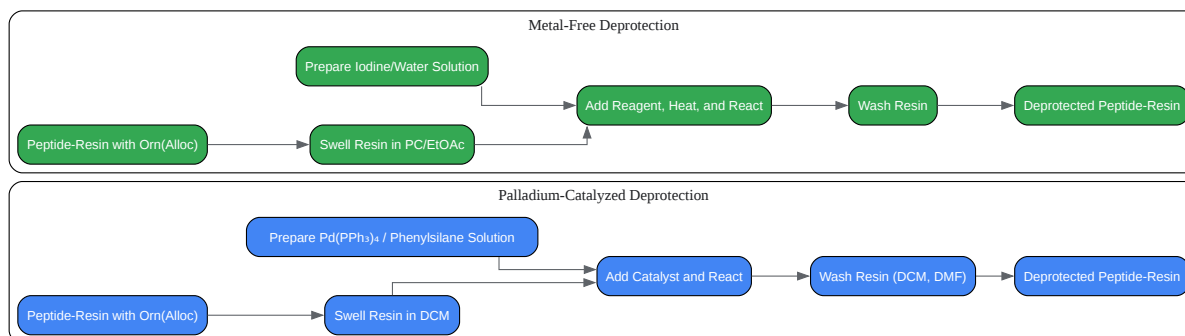 Metal-Free Deprotection
Prepare Iodine/Water Solution
Add Reagent, Heat, and React
Wash Resin
Deprotected Peptide-Resin
Peptide-Resin with Orn(Alloc)
Swell Resin in PC/EtOAc
Palladium-Catalyzed Deprotection
Prepare Pd(PPh₃)₄ / Phenylsilane Solution
Add Catalyst and React
Wash Resin (DCM, DMF)
Deprotected Peptide-Resin
Peptide-Resin with Orn(Alloc)
Swell Resin in DCM